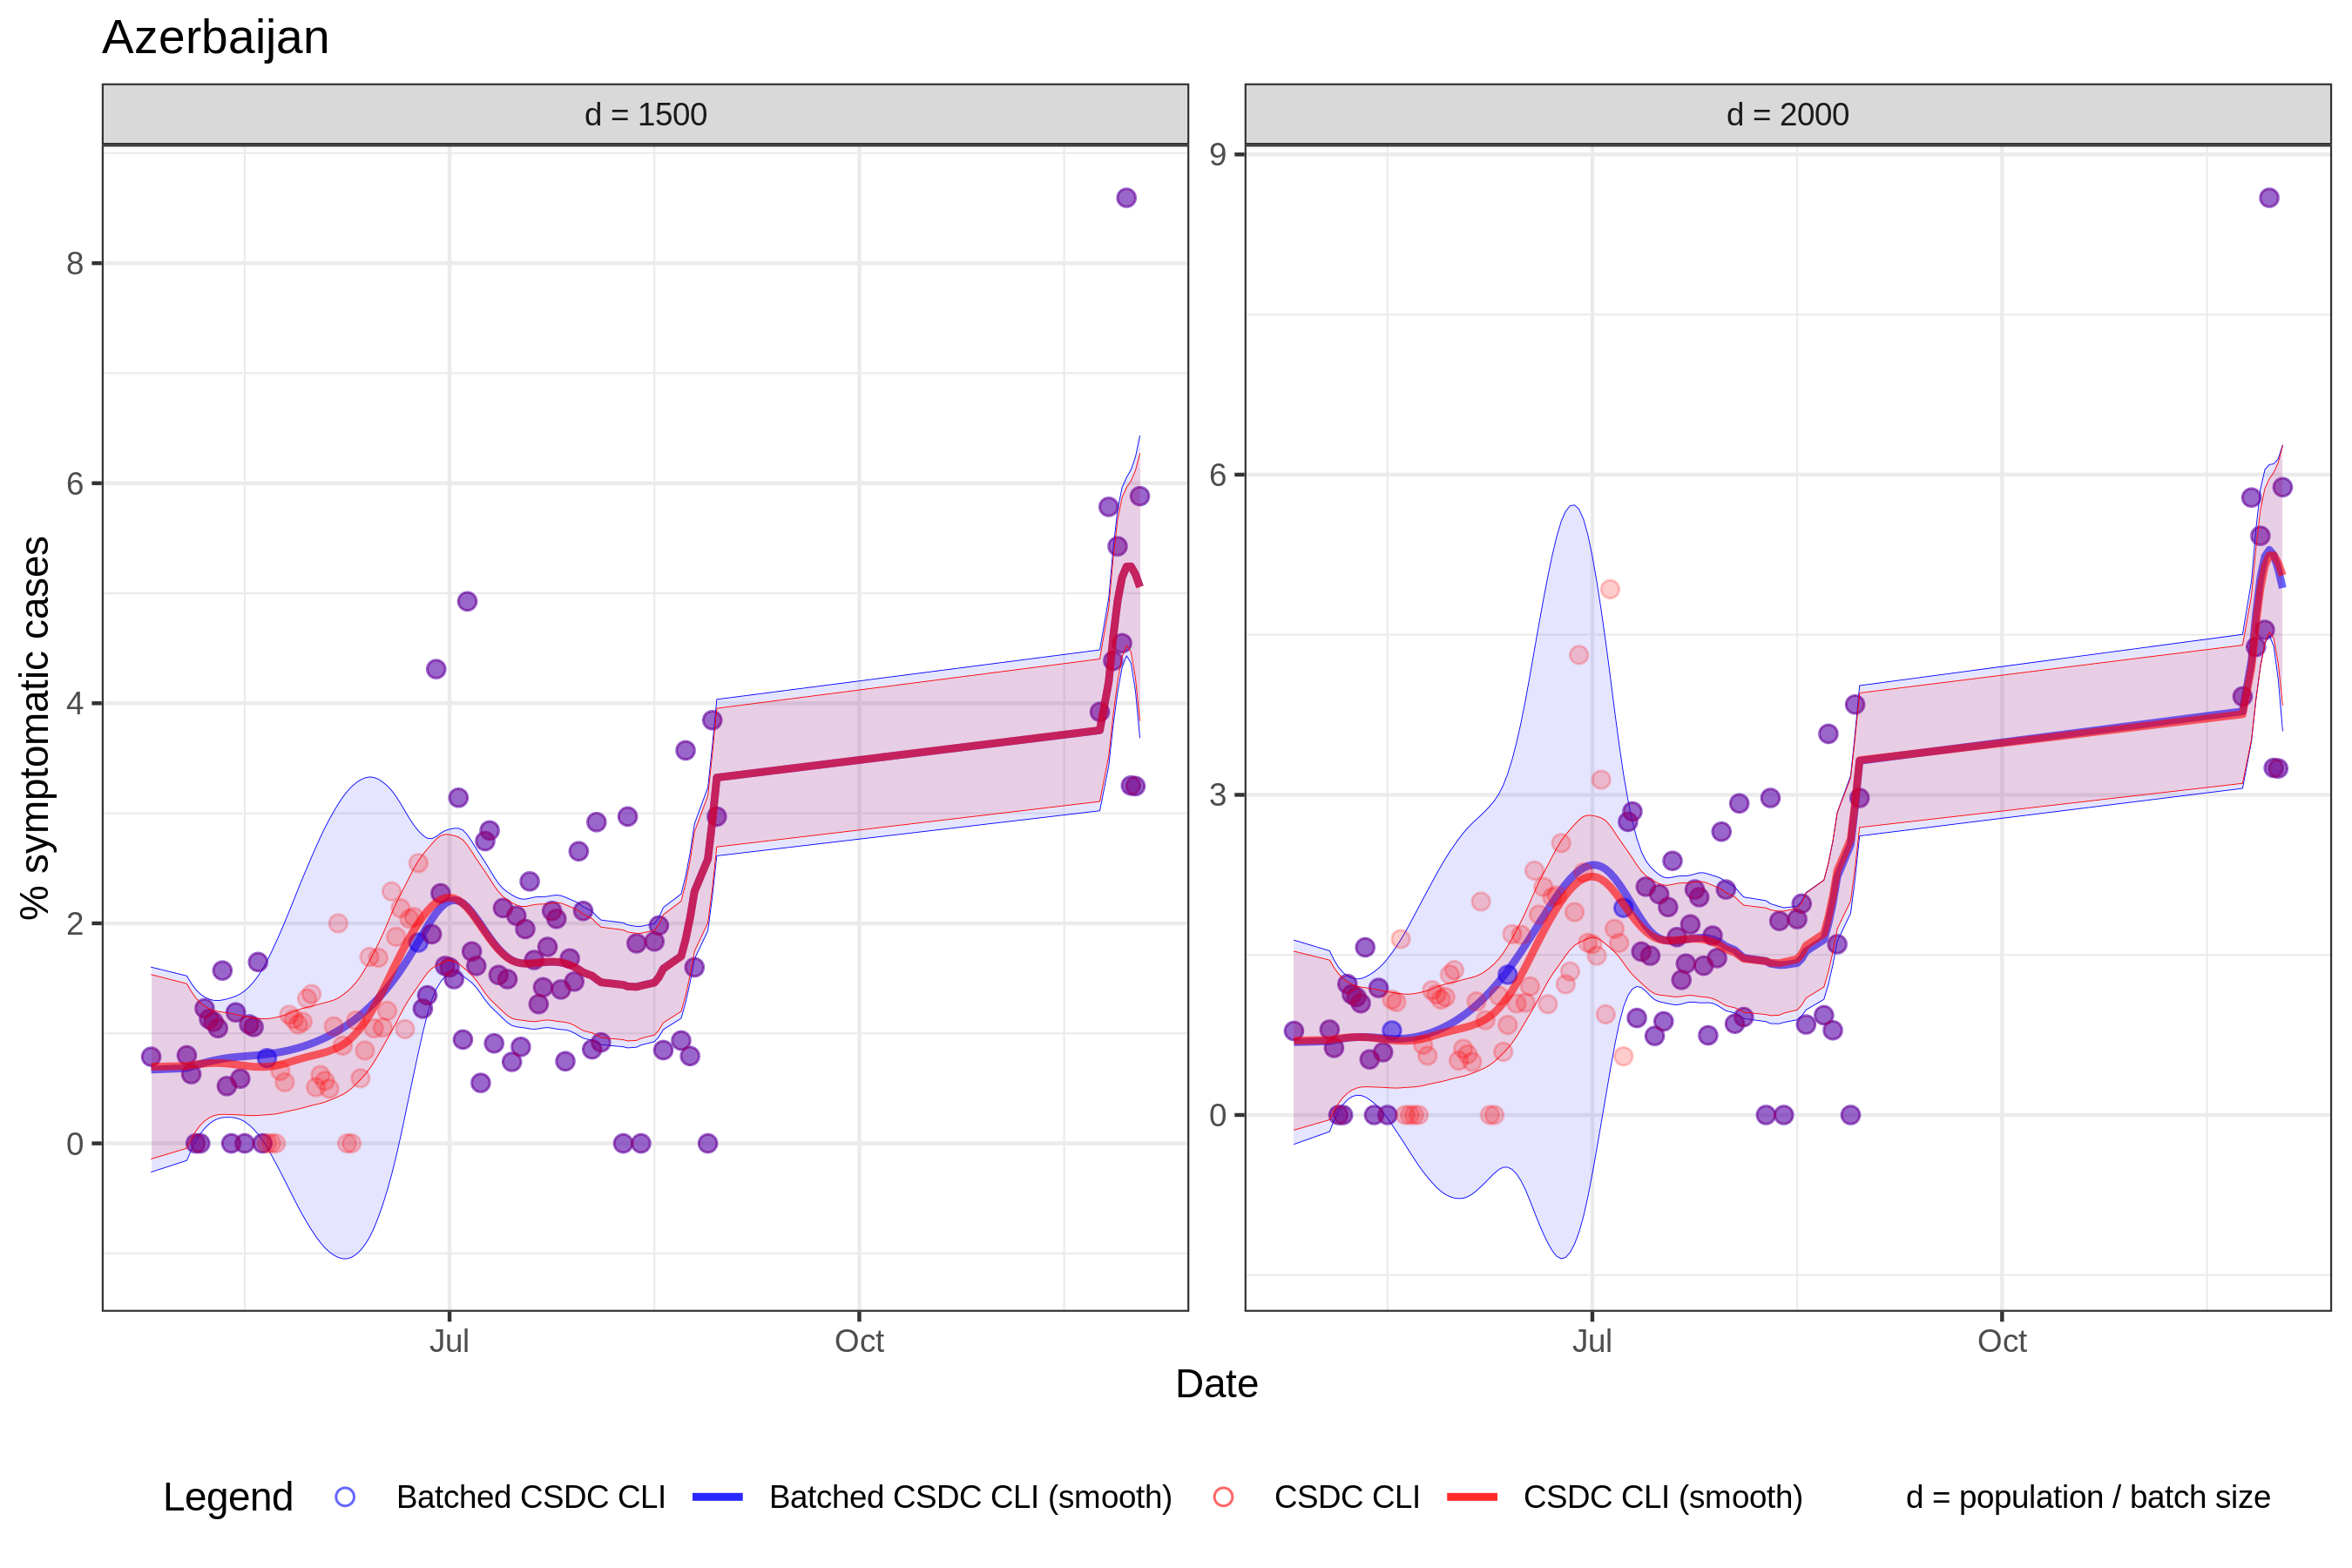 Azerbaijan
d = 1500
d = 2000
% symptomatic cases
8
6
4
2
0
9
6
3
0
Jul
Oct
Jul
Oct
Date
Legend Batched CSDC CLI Batched CSDC CLI (smooth) CSDC CLI CSDC CLI (smooth) d = population / batch size